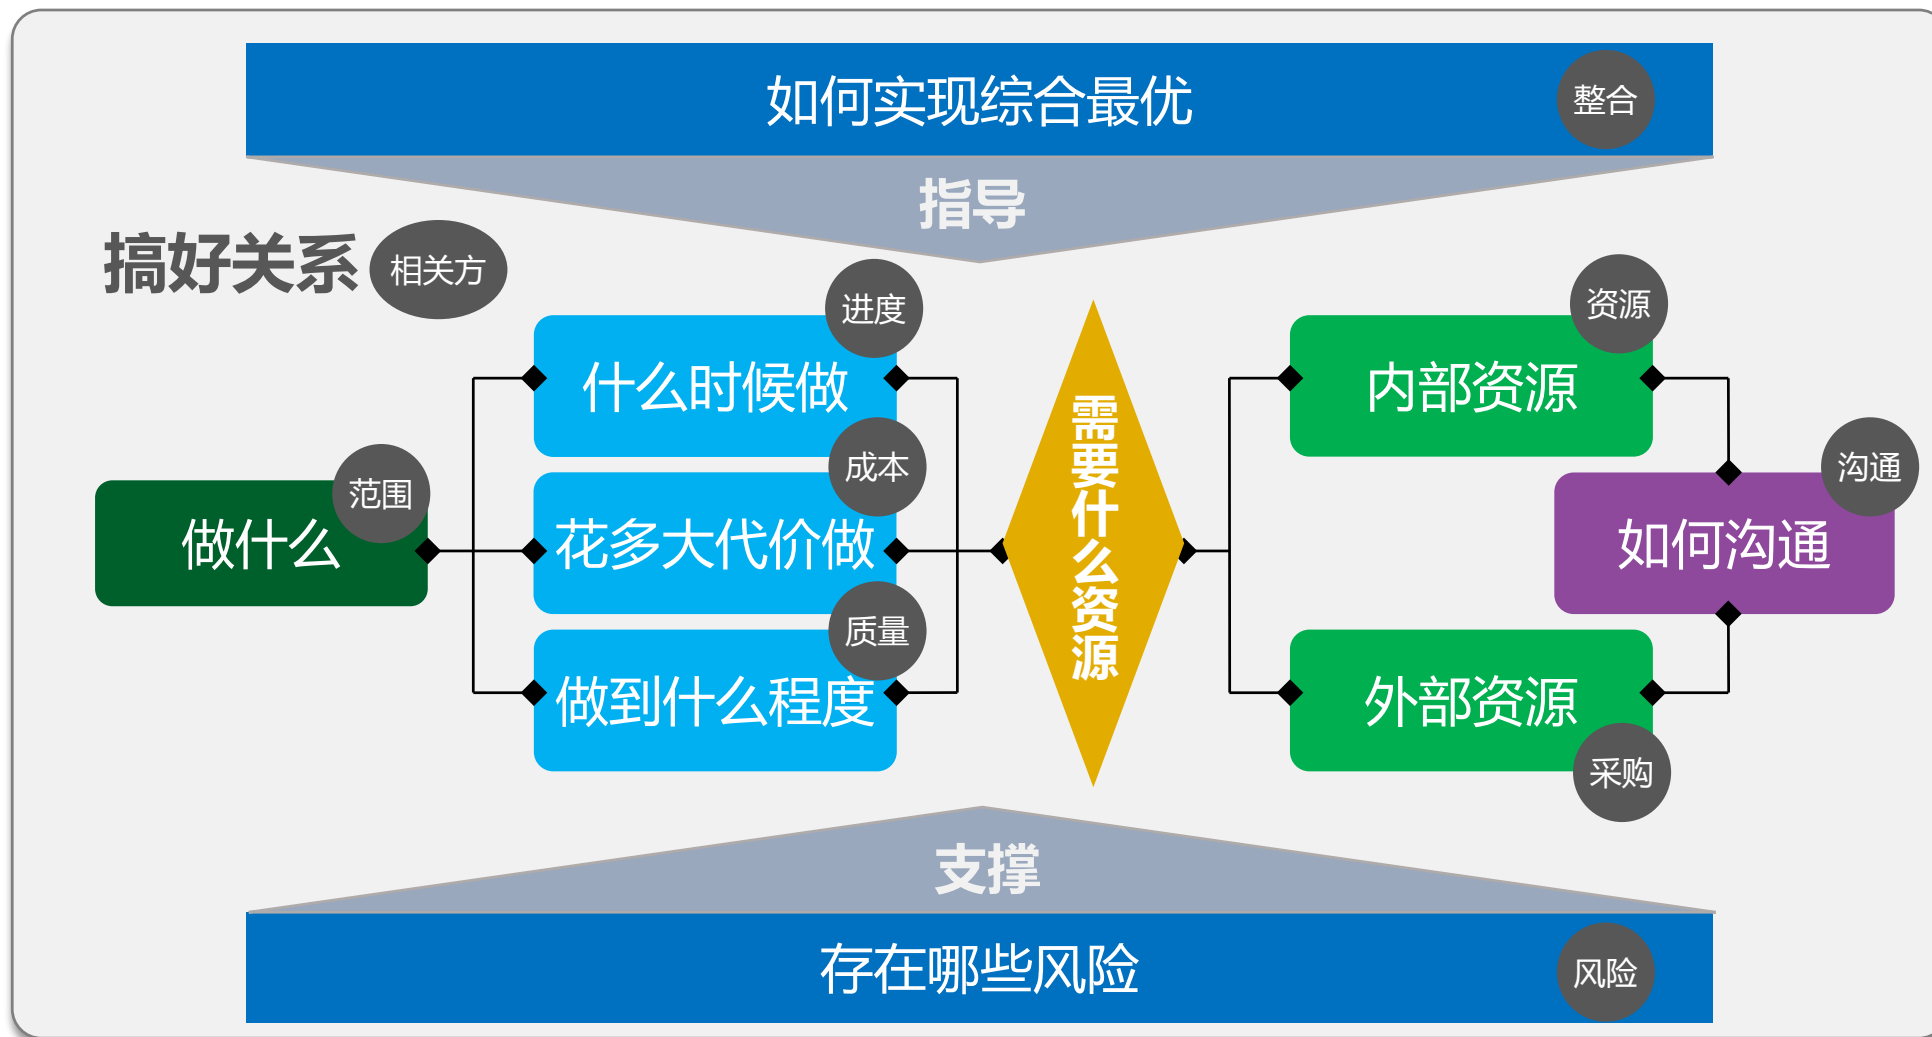 如何实现综合最优
整合
指导
搞好关系
相关方
进度
什么时候做
成本
花多大代价做
质量
做到什么程度
范围
做什么
需要什么资源
资源
内部资源
沟通
如何沟通
外部资源
采购
支撑
存在哪些风险
风险